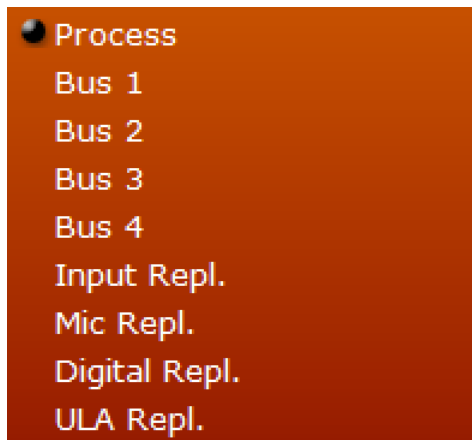 Process
Bus 1
Bus 2
Bus 3
Bus 4
Input Repl.
Mic Repl.
Digital Repl.
ULA Repl.